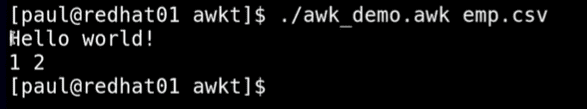 [paul@redhat01 awkt]$ ./awk_demo.awk emp.csv
Hello world!
1 2
[paul@redhat01 awkt]$